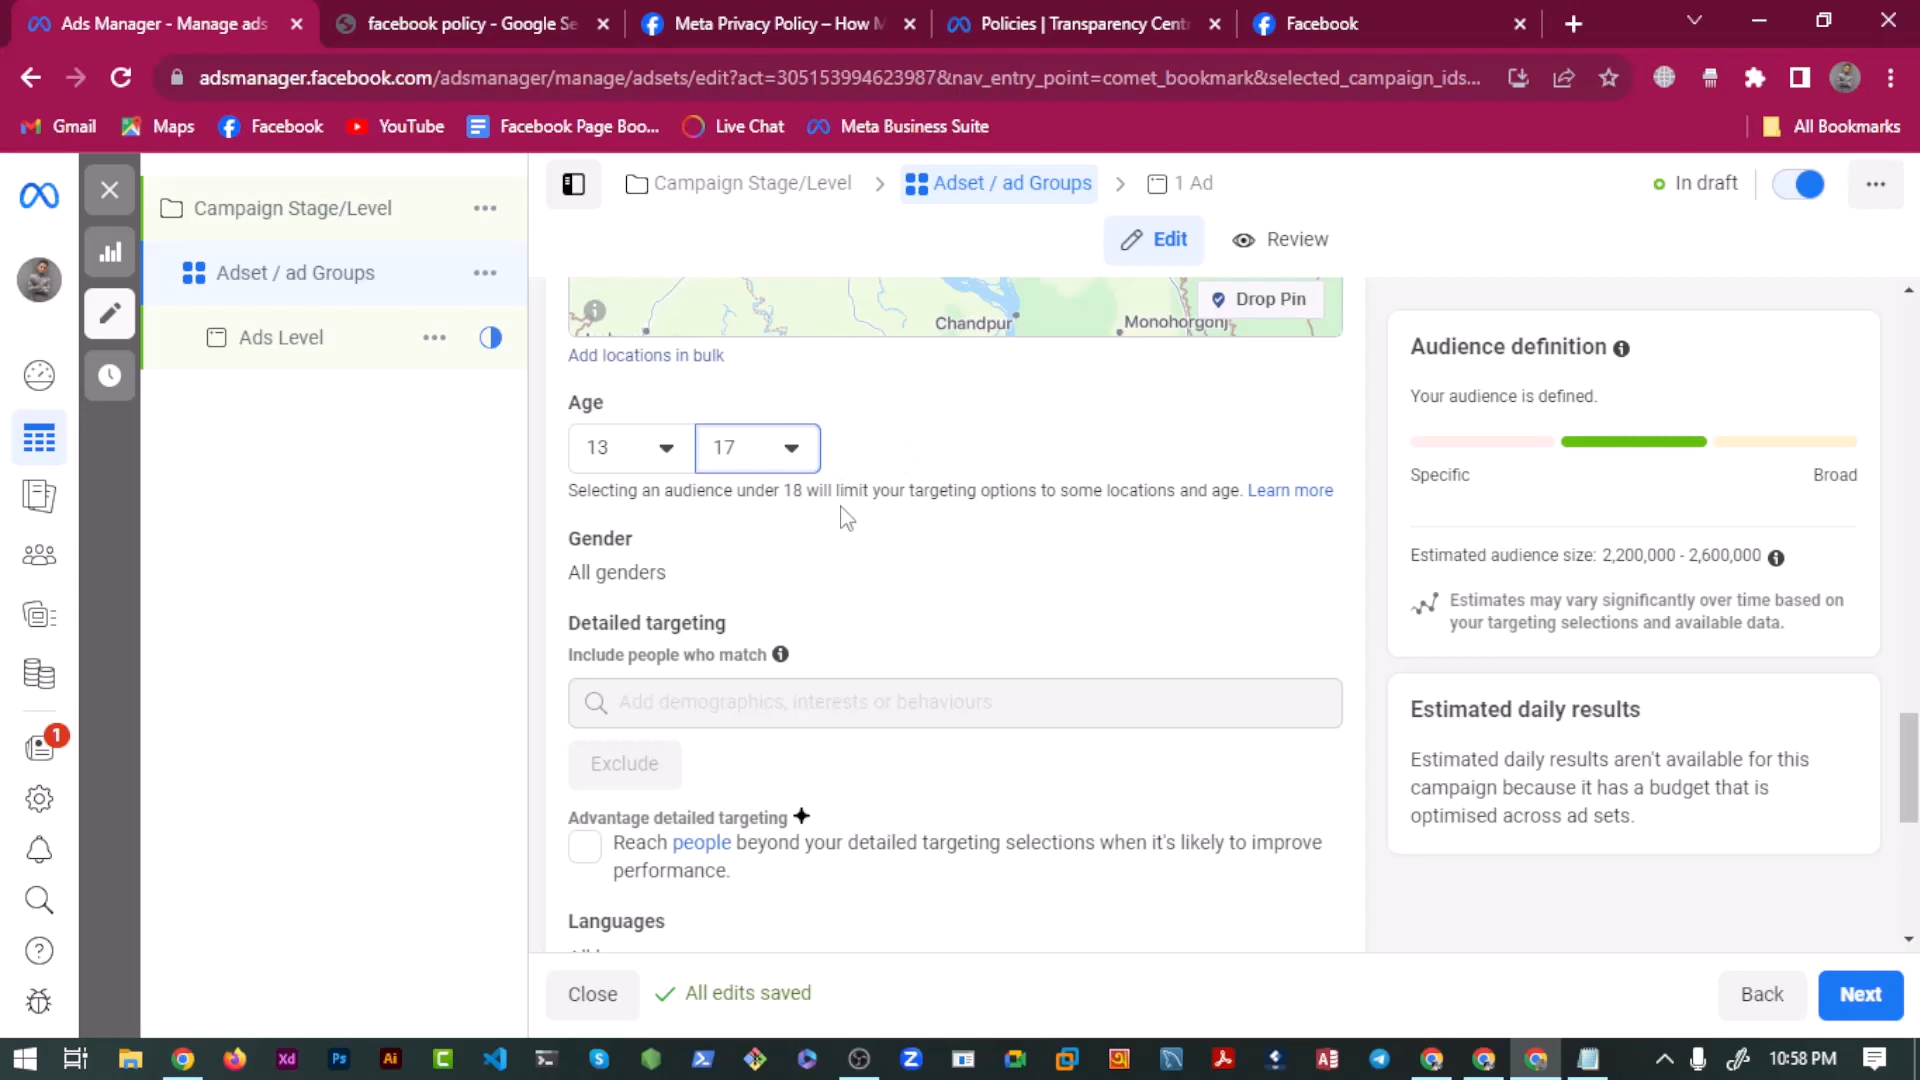 Ads Manager - Manage ads
facebook policy - Google Se
Meta Privacy Policy – How M
Policies | Transparency Centr
Facebook
adsmanager.facebook.com/adsmanager/manage/adsets/edit?act=305153994623987&nav_entry_point=comet_bookmark&selected_campaign_ids...
Gmail
Maps
Facebook
YouTube
Facebook Page Boo...
Live Chat
Meta Business Suite
All Bookmarks
Campaign Stage/Level
Adset / ad Groups
Ads Level
Campaign Stage/Level
Adset / ad Groups
1 Ad
In draft
Edit
Review
Drop Pin
Chandpur
Monohorgonj
Add locations in bulk
Age
13
17
Selecting an audience under 18 will limit your targeting options to some locations and age. Learn more
Gender
All genders
Detailed targeting
Include people who match
Add demographics, interests or behaviours
Exclude
Advantage detailed targeting
Reach people beyond your detailed targeting selections when it's likely to improve
performance.
Languages
Close
All edits saved
Back
Next
Audience definition
Your audience is defined.
Specific
Broad
Estimated audience size: 2,200,000 - 2,600,000
Estimates may vary significantly over time based on
your targeting selections and available data.
Estimated daily results
Estimated daily results aren't available for this
campaign because it has a budget that is
optimised across ad sets.
1
Xd
Ps
Ai
C
S
Z
A
10:58 PM